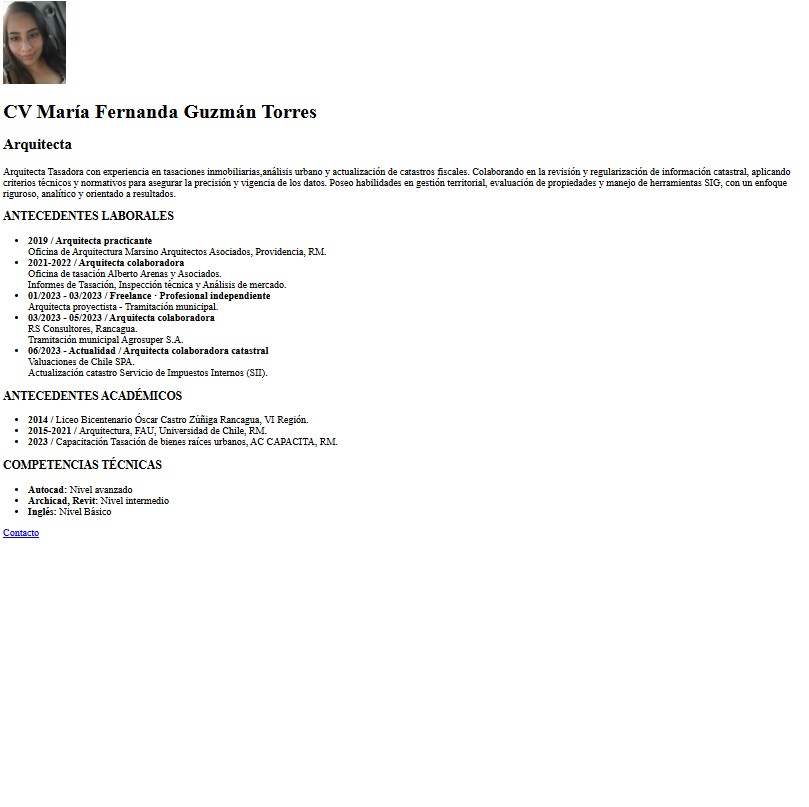 CV María Fernanda Guzmán Torres
Arquitecta
Arquitecta Tasadora con experiencia en tasaciones inmobiliarias,análisis urbano y actualización de catastros fiscales. Colaborando en la revisión y regularización de información catastral, aplicando
criterios técnicos y normativos para asegurar la precisión y vigencia de los datos. Poseo habilidades en gestión territorial, evaluación de propiedades y manejo de herramientas SIG, con un enfoque
riguroso, analítico y orientado a resultados.
ANTECEDENTES LABORALES
• 2019 / Arquitecta practicante
Oficina de Arquitectura Marsino Arquitectos Asociados, Providencia, RM.
• 2021-2022 / Arquitecta colaboradora
Oficina de tasación Alberto Arenas y Asociados.
Informes de Tasación, Inspección técnica y Análisis de mercado.
• 01/2023 - 03/2023 / Freelance · Profesional independiente
Arquitecta proyectista - Tramitación municipal.
• 03/2023 - 05/2023 / Arquitecta colaboradora
RS Consultores, Rancagua.
Tramitación municipal Agrosuper S.A.
• 06/2023 - Actualidad / Arquitecta colaboradora catastral
Valuaciones de Chile SPA.
Actualización catastro Servicio de Impuestos Internos (SII).
ANTECEDENTES ACADÉMICOS
• 2014 / Liceo Bicentenario Óscar Castro Zúñiga Rancagua, VI Región.
• 2015-2021 / Arquitectura, FAU, Universidad de Chile, RM.
• 2023 / Capacitación Tasación de bienes raíces urbanos, AC CAPACITA, RM.
COMPETENCIAS TÉCNICAS
• Autocad: Nivel avanzado
• Archicad, Revit: Nivel intermedio
• Inglés: Nivel Básico
Contacto